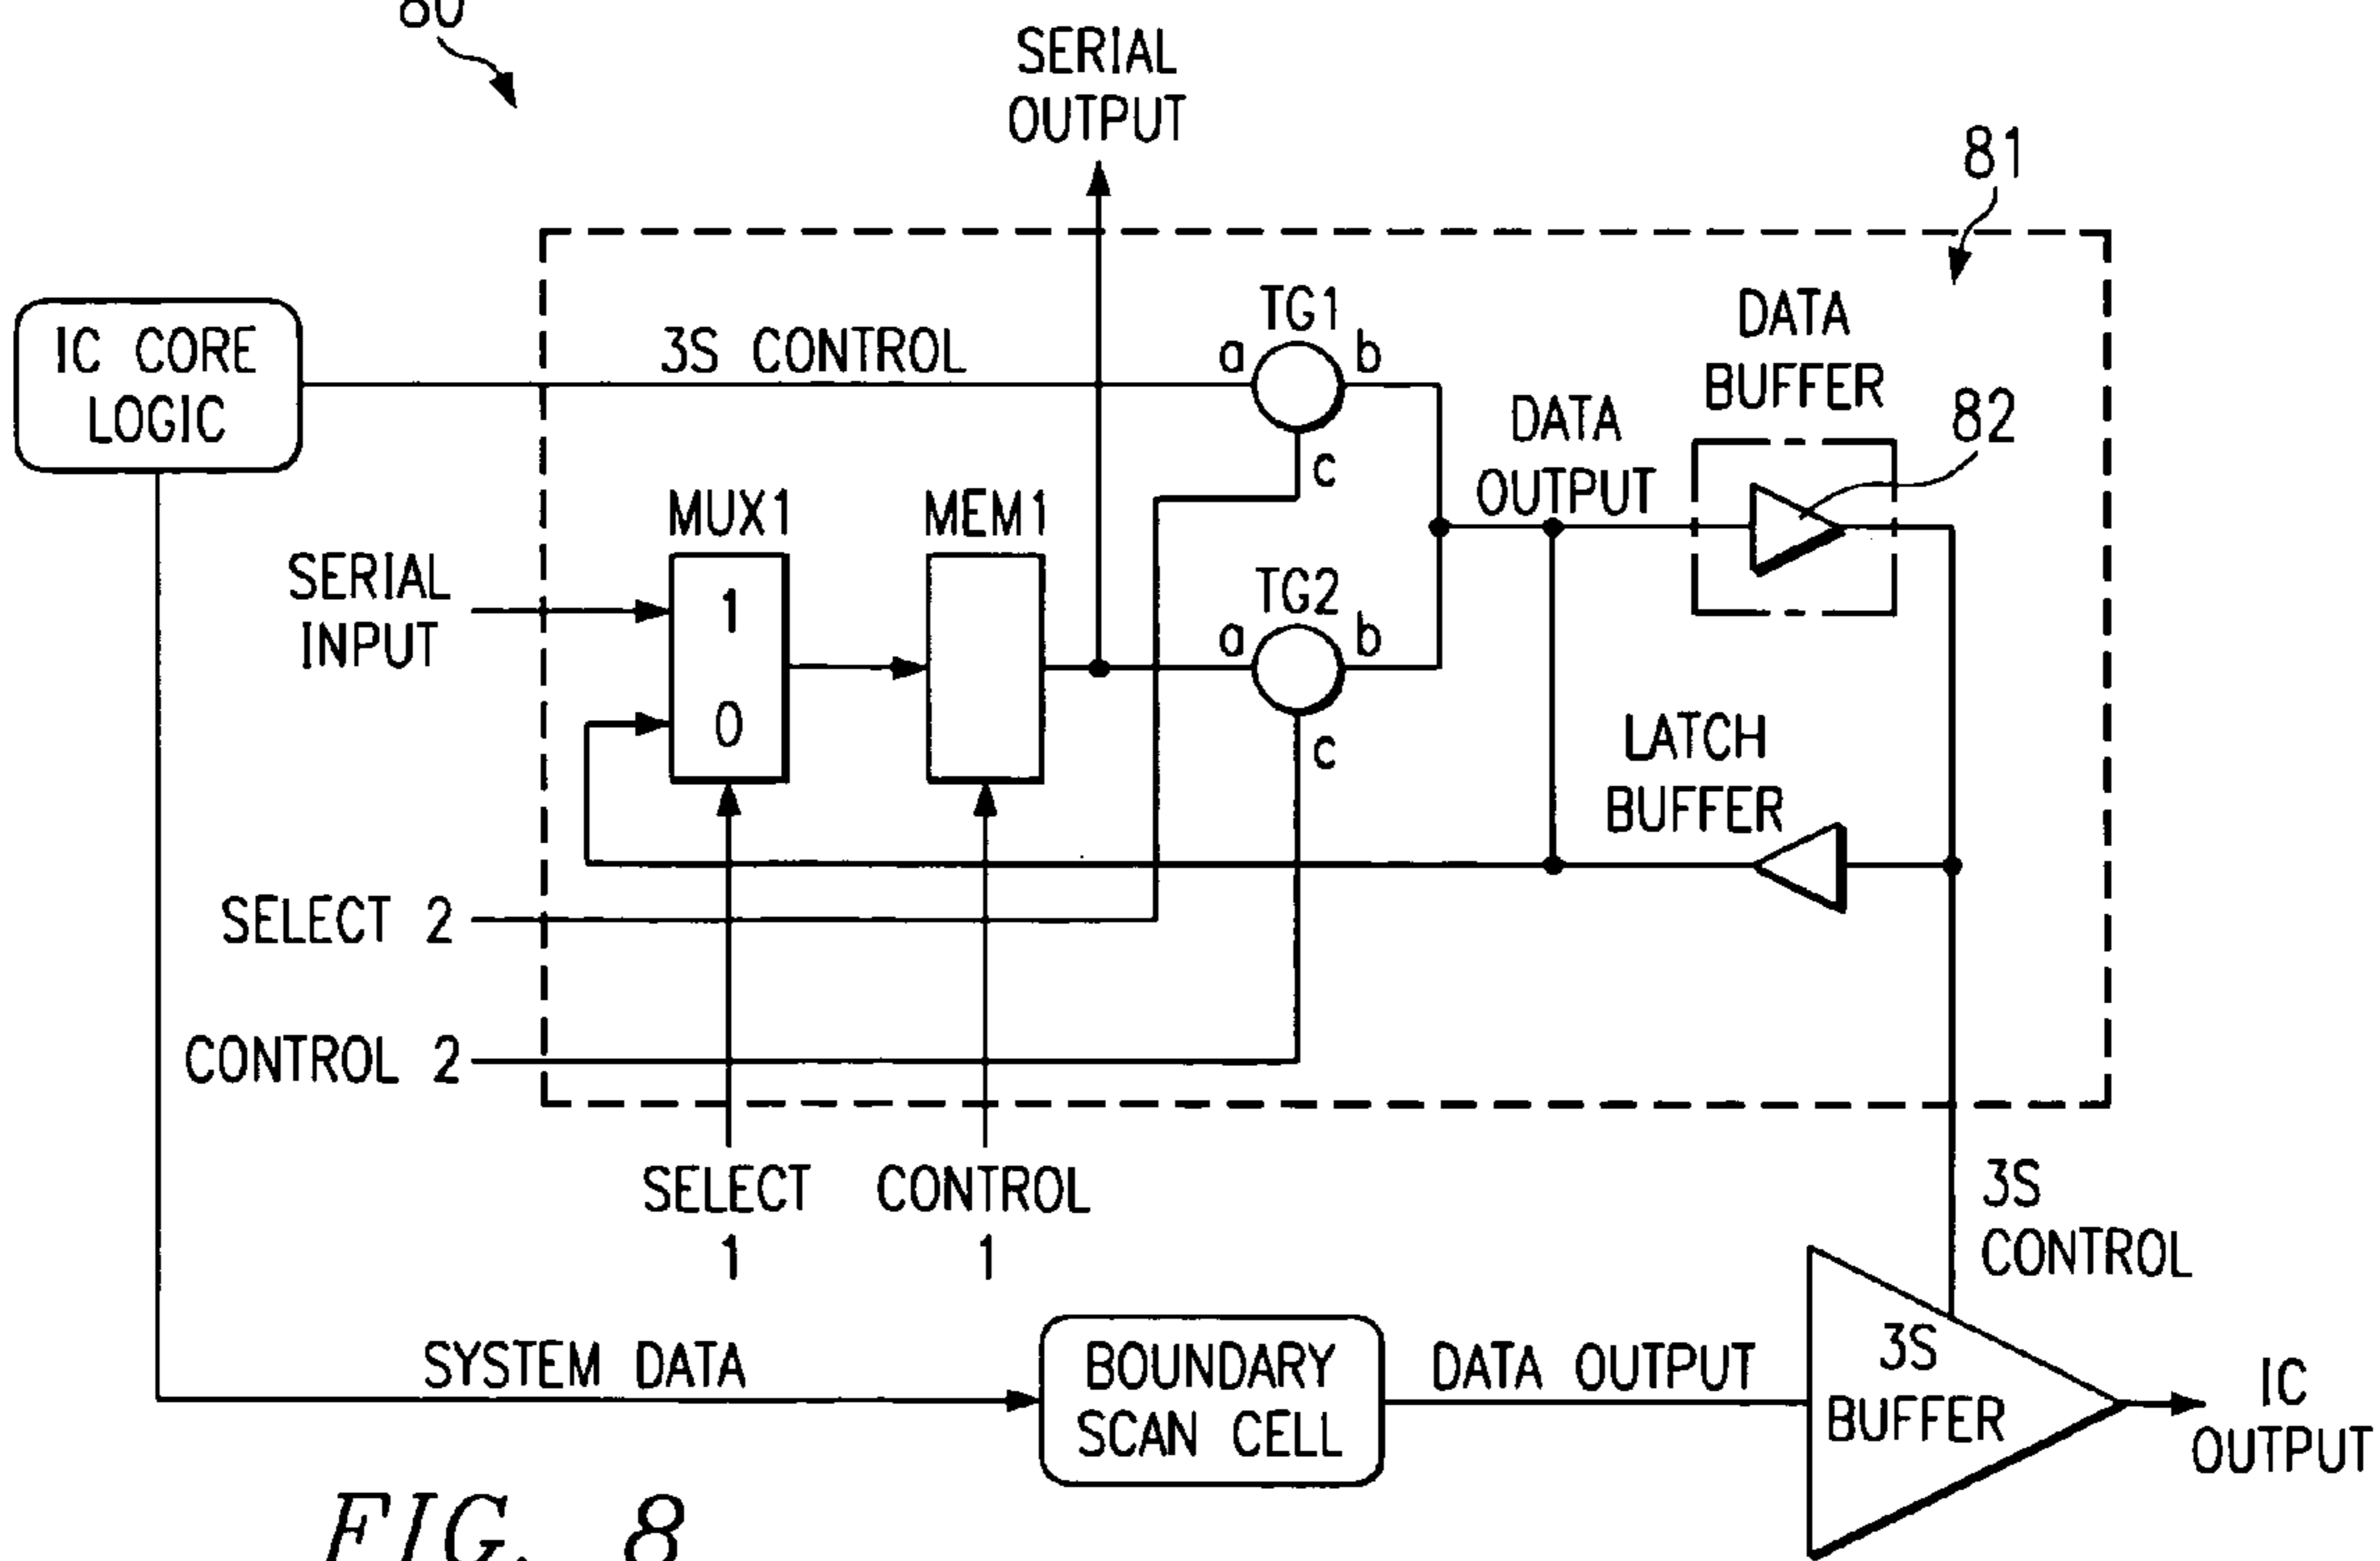 80
SERIAL
OUTPUT
81
IC CORE
LOGIC
3S CONTROL
TG1
a
b
c
DATA
BUFFER
82
DATA
OUTPUT
MUX1
MEM1
1
0
SERIAL
INPUT
TG2
a
b
c
LATCH
BUFFER
SELECT 2
CONTROL 2
SELECT
1
CONTROL
1
3S
CONTROL
SYSTEM DATA
BOUNDARY
SCAN CELL
DATA OUTPUT
3S
BUFFER
IC
OUTPUT
FIG. 8